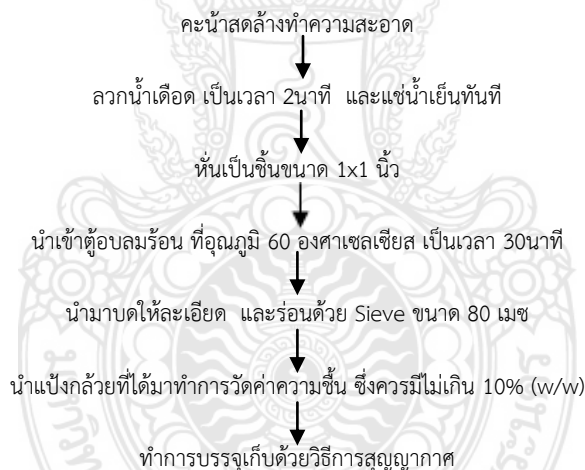 คะน้าสดล้างทำความสะอาด
ลวกน้ำเดือด เป็นเวลา 2นาที และแช่น้ำเย็นทันที
หั่นเป็นชิ้นขนาด 1x1 นิ้ว
นำเข้าตู้อบลมร้อน ที่อุณภูมิ 60 องศาเซลเซียส เป็นเวลา 30นาที
นำมาบดให้ละเอียด และร่อนด้วย Sieve ขนาด 80 เมซ
นำแป้งกล้วยที่ได้มาทำการวัดค่าความชื้น ซึ่งควรมีไม่เกิน 10% (w/w)
ทำการบรรจุเก็บด้วยวิธีการสุญญากาศ